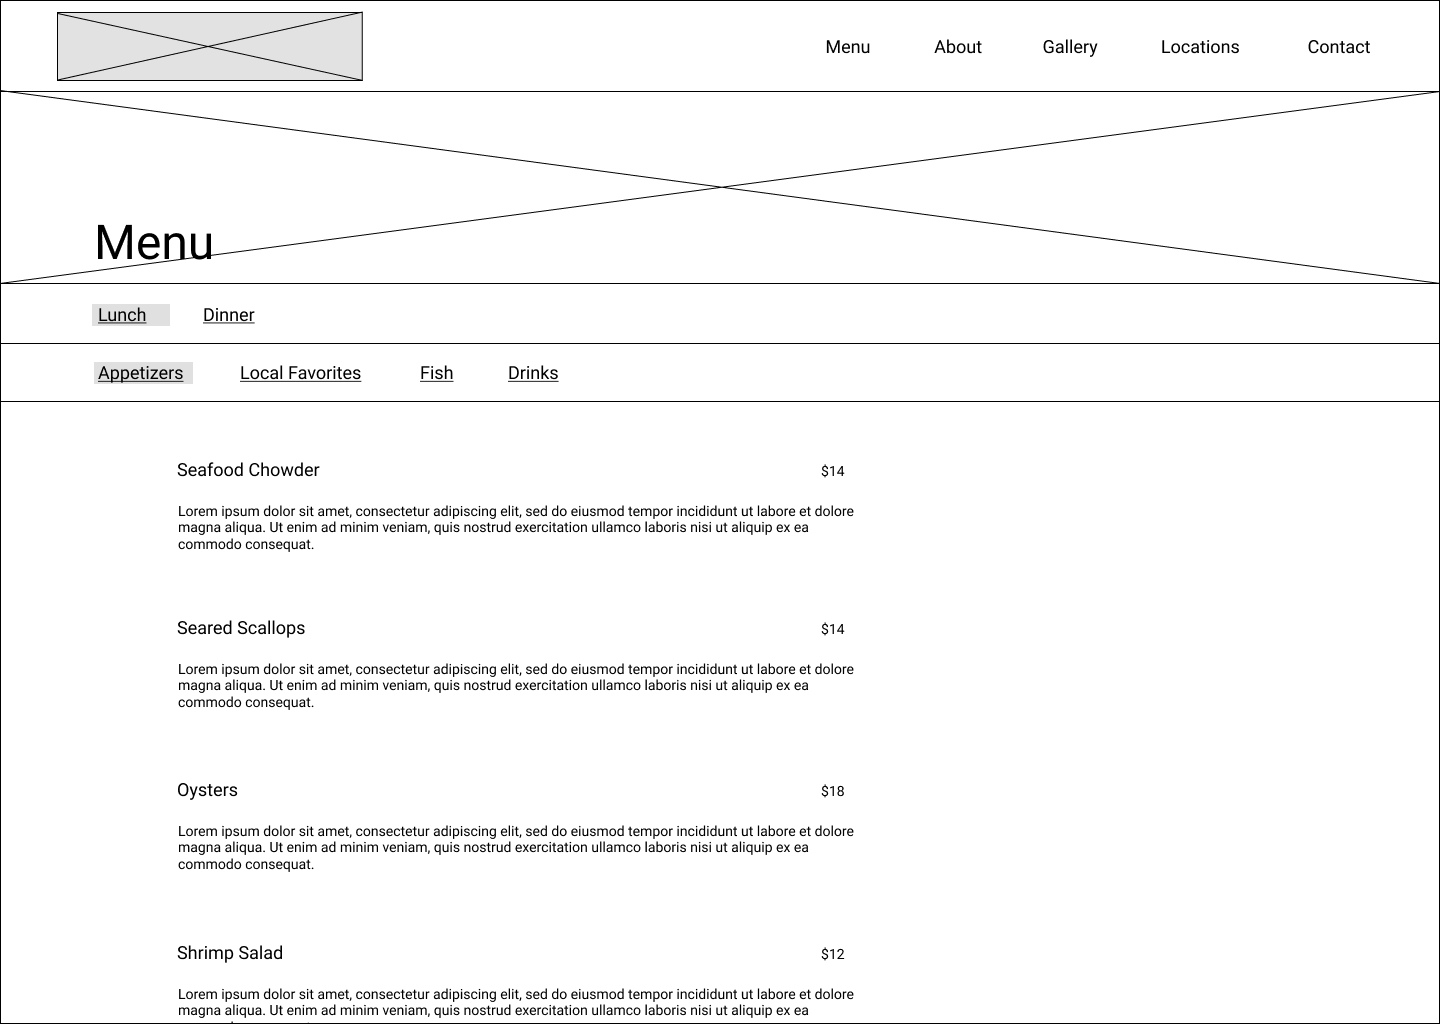 Menu About Gallery Locations Contact
Menu
Lunch Dinner
Appetizers Local Favorites Fish Drinks
Seafood Chowder $14
Lorem ipsum dolor sit amet, consectetur adipiscing elit, sed do eiusmod tempor incididunt ut labore et dolore
magna aliqua. Ut enim ad minim veniam, quis nostrud exercitation ullamco laboris nisi ut aliquip ex ea
commodo consequat.
Seared Scallops $14
Lorem ipsum dolor sit amet, consectetur adipiscing elit, sed do eiusmod tempor incididunt ut labore et dolore
magna aliqua. Ut enim ad minim veniam, quis nostrud exercitation ullamco laboris nisi ut aliquip ex ea
commodo consequat.
Oysters $18
Lorem ipsum dolor sit amet, consectetur adipiscing elit, sed do eiusmod tempor incididunt ut labore et dolore
magna aliqua. Ut enim ad minim veniam, quis nostrud exercitation ullamco laboris nisi ut aliquip ex ea
commodo consequat.
Shrimp Salad $12
Lorem ipsum dolor sit amet, consectetur adipiscing elit, sed do eiusmod tempor incididunt ut labore et dolore
magna aliqua. Ut enim ad minim veniam, quis nostrud exercitation ullamco laboris nisi ut aliquip ex ea